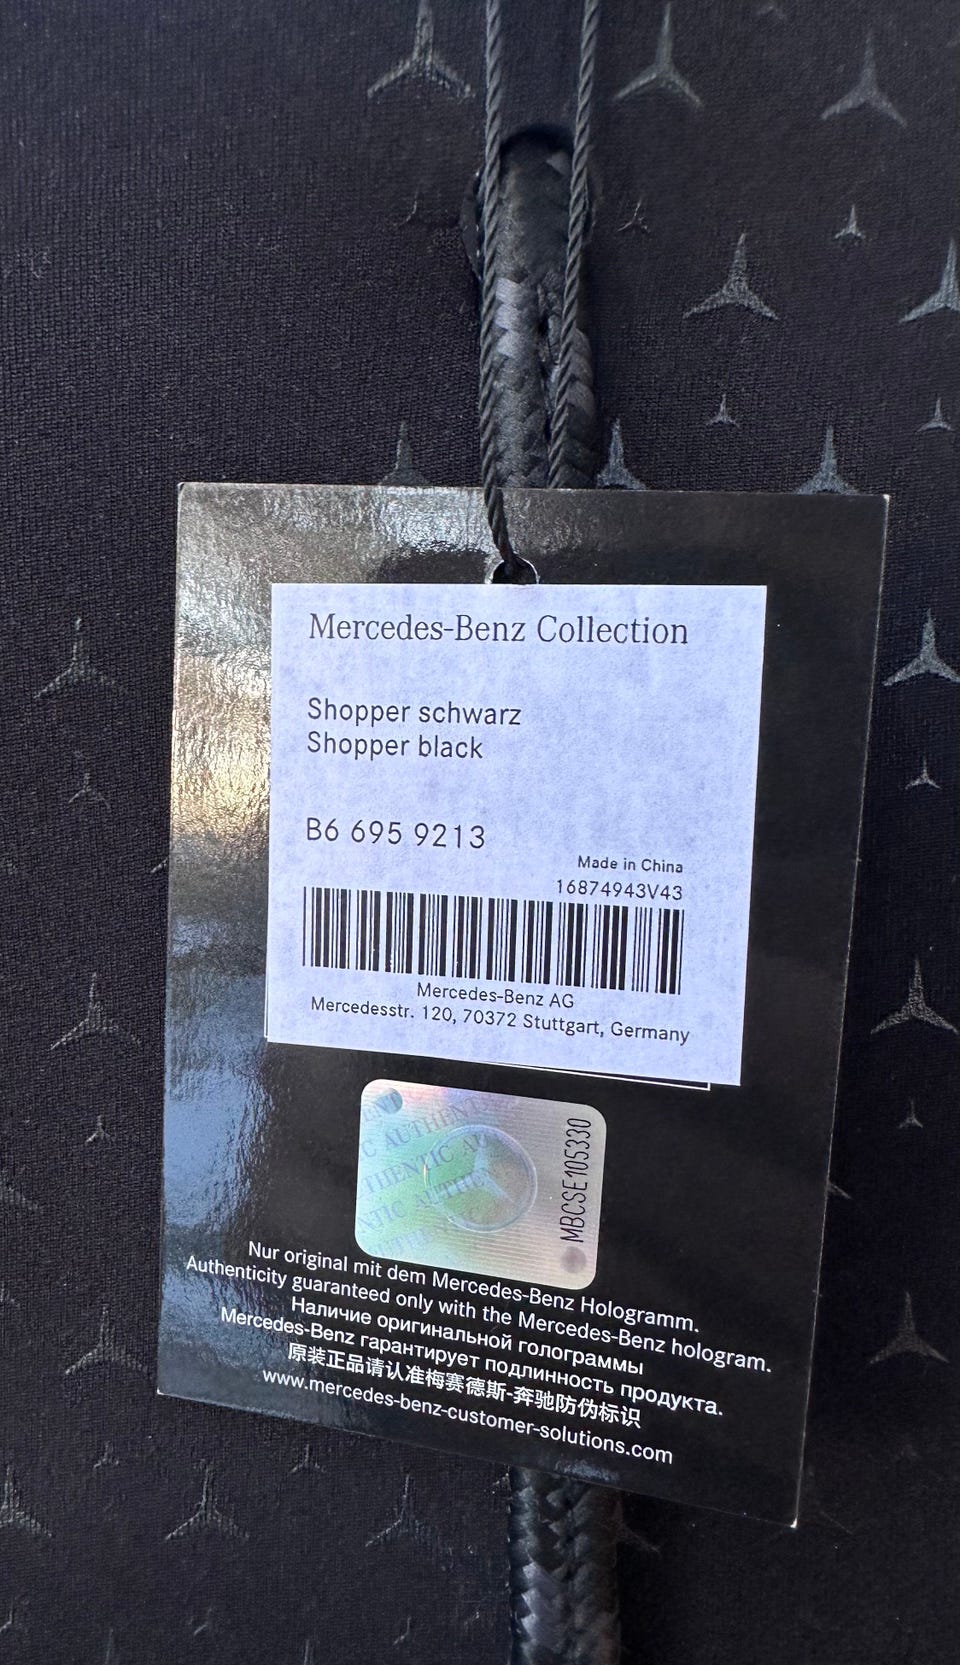 Mercedes-Benz Collection
Shopper schwarz
Shopper black
B6 695 9213
Made in China
16874943V43
Mercedes-Benz AG
Mercedesstr. 120, 70372 Stuttgart, Germany
AUTHENTIC
MBCSE105330
Nur original mit dem Mercedes-Benz Hologramm.
Authenticity guaranteed only with the Mercedes-Benz hologram.
Наличие оригинальной голограммы
Mercedes-Benz гарантирует подлинность продукта.
原装正品请认准梅赛德斯-奔驰防伪标识
www.mercedes-benz-customer-solutions.com